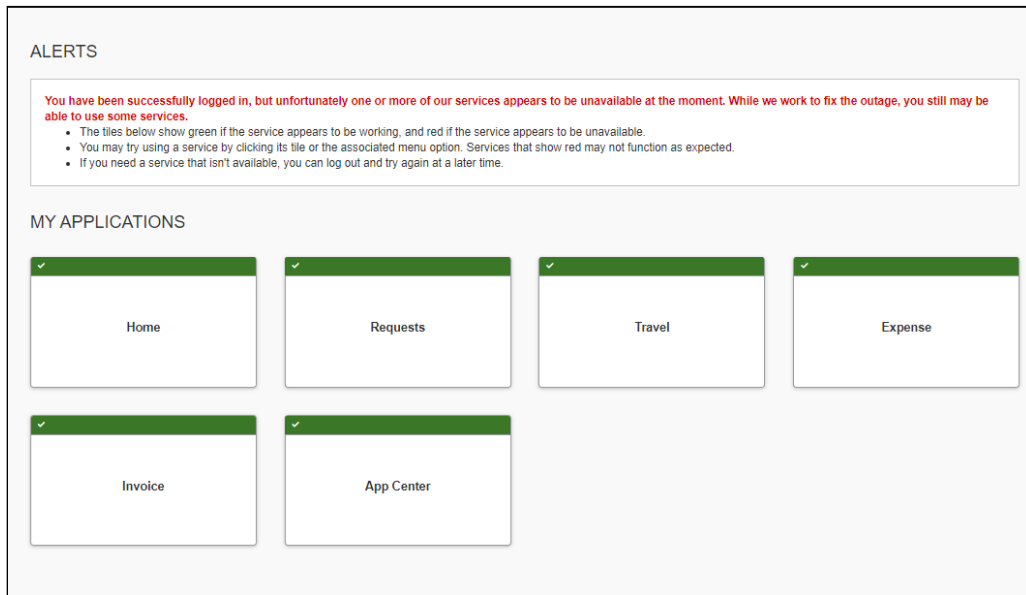 ALERTS
You have been successfully logged in, but unfortunately one or more of our services appears to be unavailable at the moment. While we work to fix the outage, you still may be
able to use some services.
• The tiles below show green if the service appears to be working, and red if the service appears to be unavailable.
• You may try using a service by clicking its tile or the associated menu option. Services that show red may not function as expected.
• If you need a service that isn't available, you can log out and try again at a later time.
MY APPLICATIONS
Home
Requests
Travel
Expense
Invoice
App Center